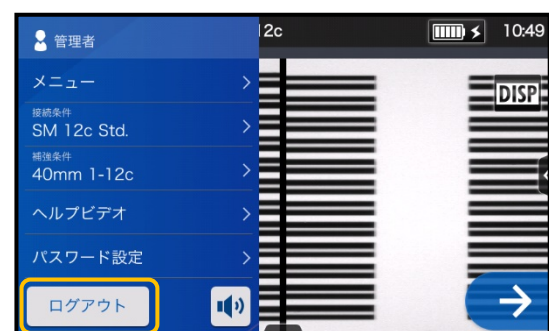 管理者
12c
10:49
メニュー
DISP
接続条件
SM 12c Std.
補強条件
40mm 1-12c
ヘルプビデオ
パスワード設定
ログアウト